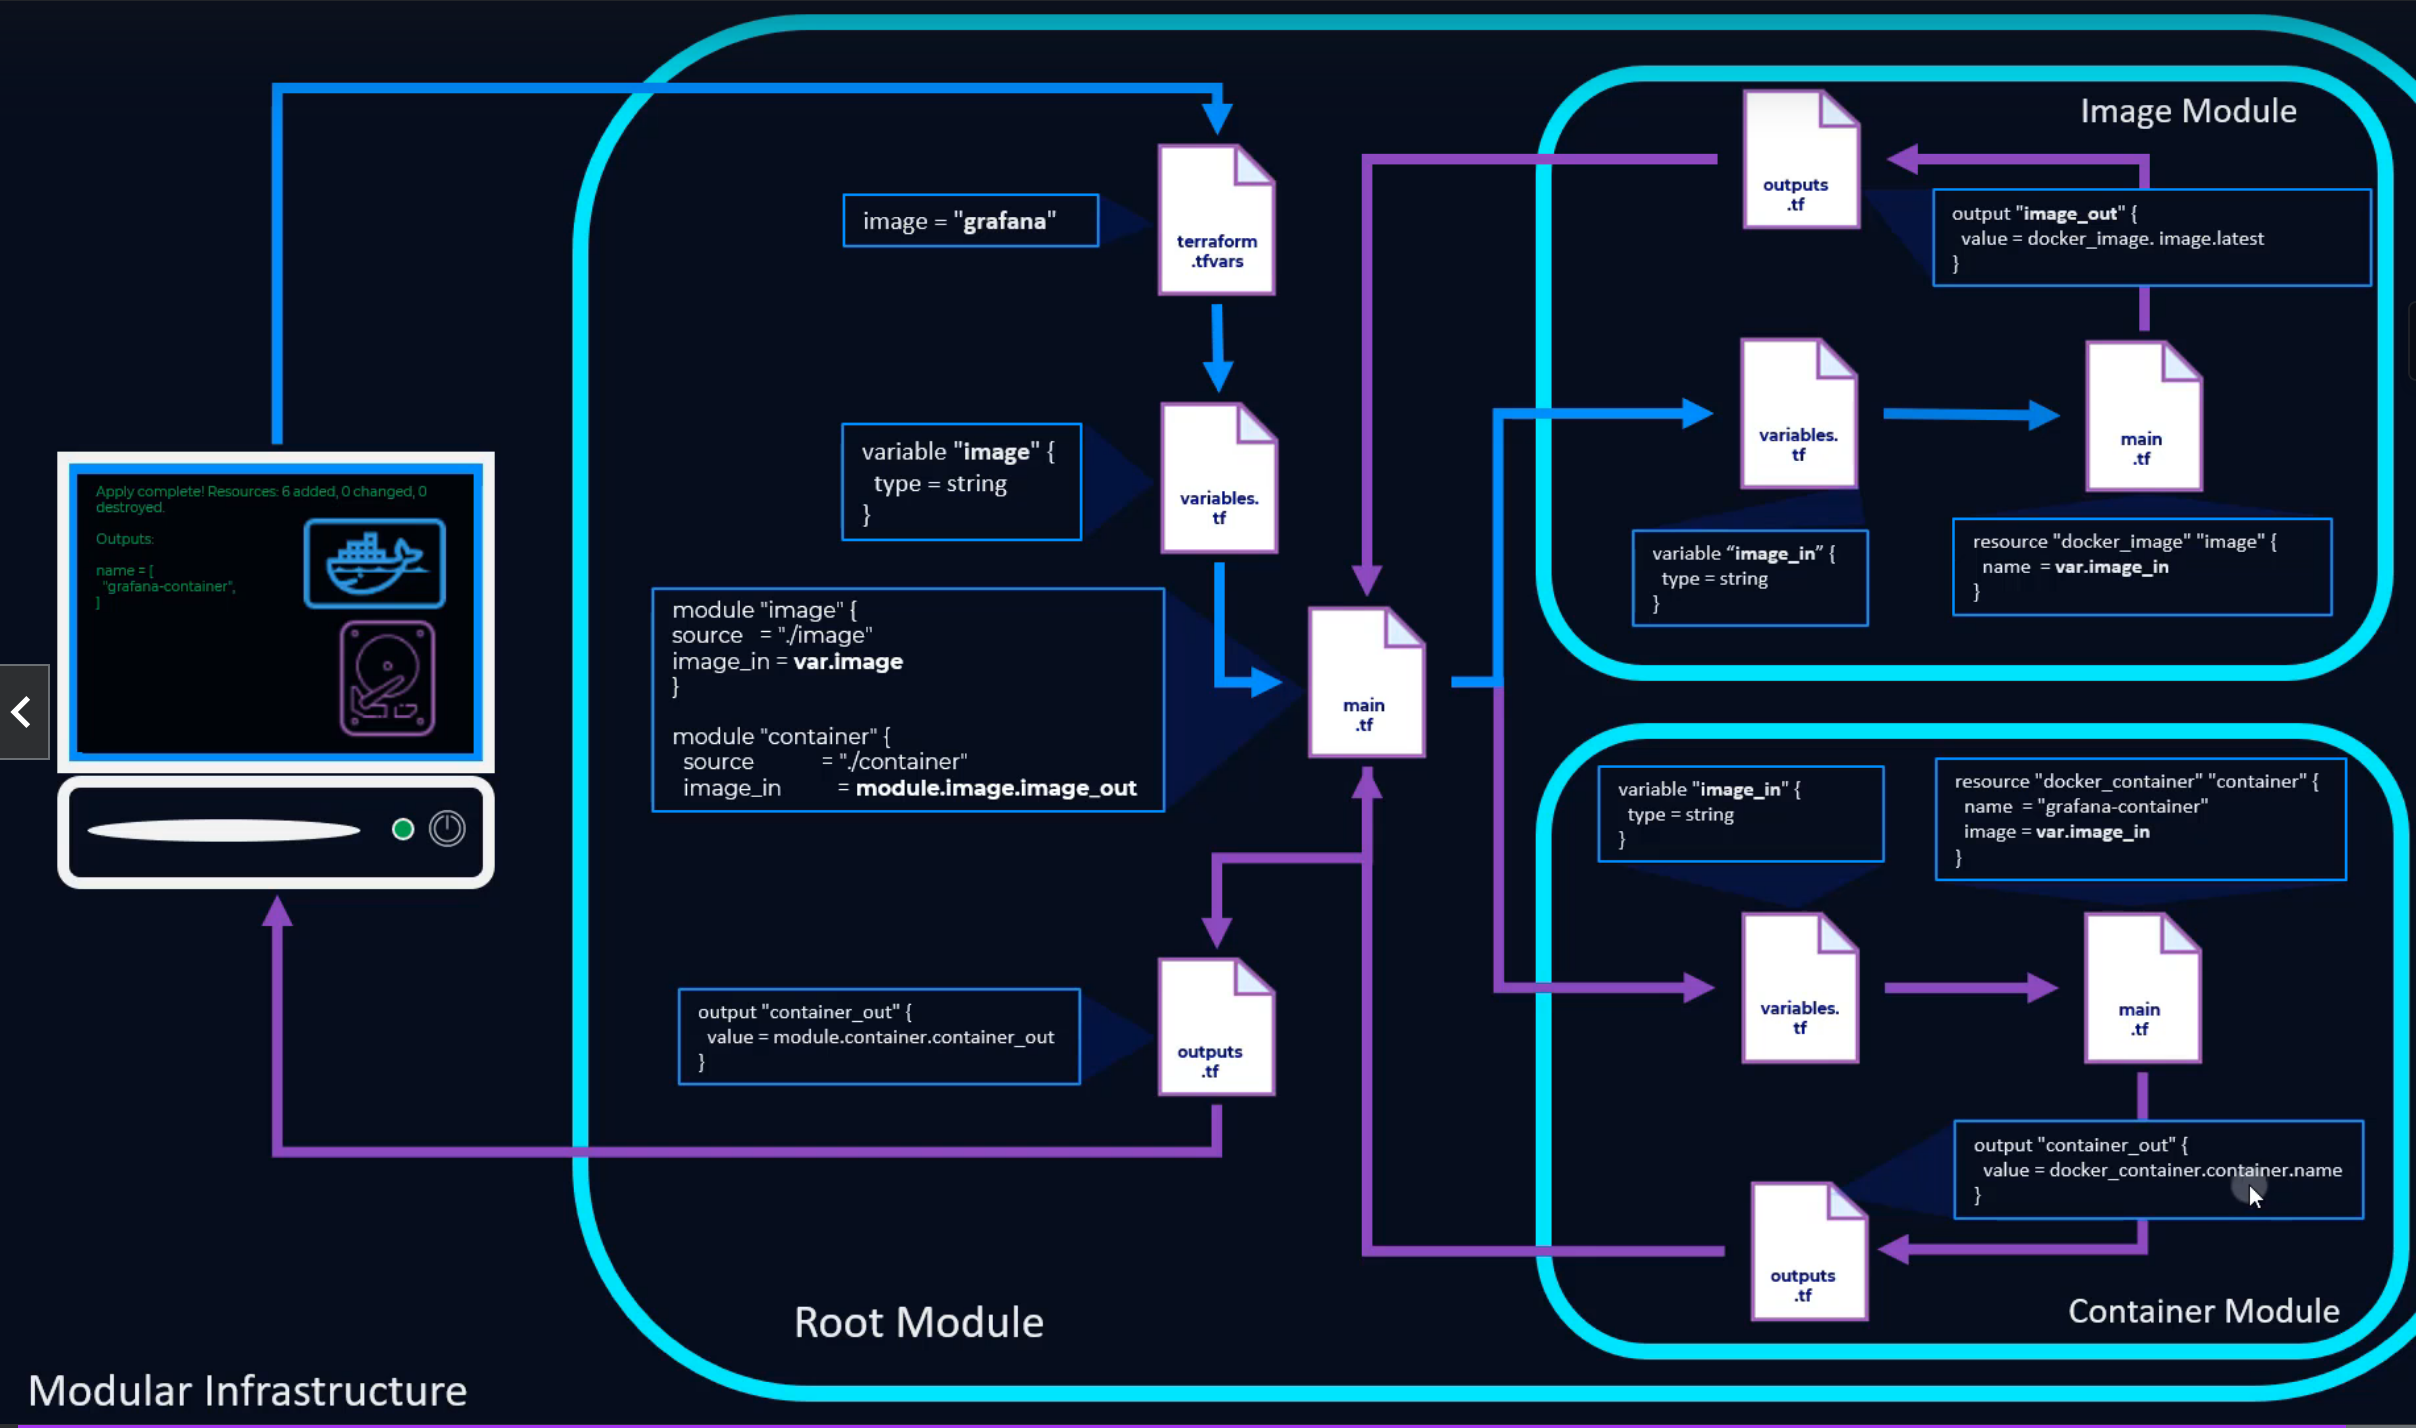 Image Module
outputs
.tf
output "image_out" {
value = docker_image. image.latest
}
image = "grafana"
terraform
.tfvars
variables.
tf
main
.tf
variable "image" {
type = string
}
variables.
tf
variable “image_in” {
type = string
}
resource "docker_image" "image" {
name = var.image_in
}
Apply complete! Resources: 6 added, 0 changed, 0
destroyed.
Outputs:
name = [
"grafana-container",
]
module "image" {
source = "./image"
image_in = var.image
}
module "container" {
source = "./container"
image_in = module.image.image_out
main
.tf
variable "image_in" {
type = string
}
resource "docker_container" "container" {
name = "grafana-container"
image = var.image_in
}
variables.
tf
main
.tf
output "container_out" {
value = module.container.container_out
}
outputs
.tf
output "container_out" {
value = docker_container.container.name
}
outputs
.tf
Container Module
Root Module
Modular Infrastructure